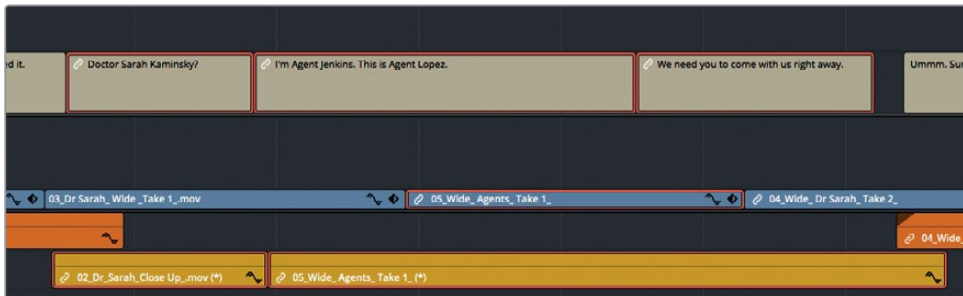 ed it.
Doctor Sarah Kaminsky?
I'm Agent Jenkins. This is Agent Lopez.
We need you to come with us right away.
Ummm. Su
03_Dr Sarah_ Wide _Take 1_.mov
05_Wide_ Agents_ Take 1_
04_Wide_ Dr Sarah_ Take 2_
04_Wide_
02_Dr_Sarah_Close Up_.mov (*)
05_Wide_ Agents_ Take 1_ (*)